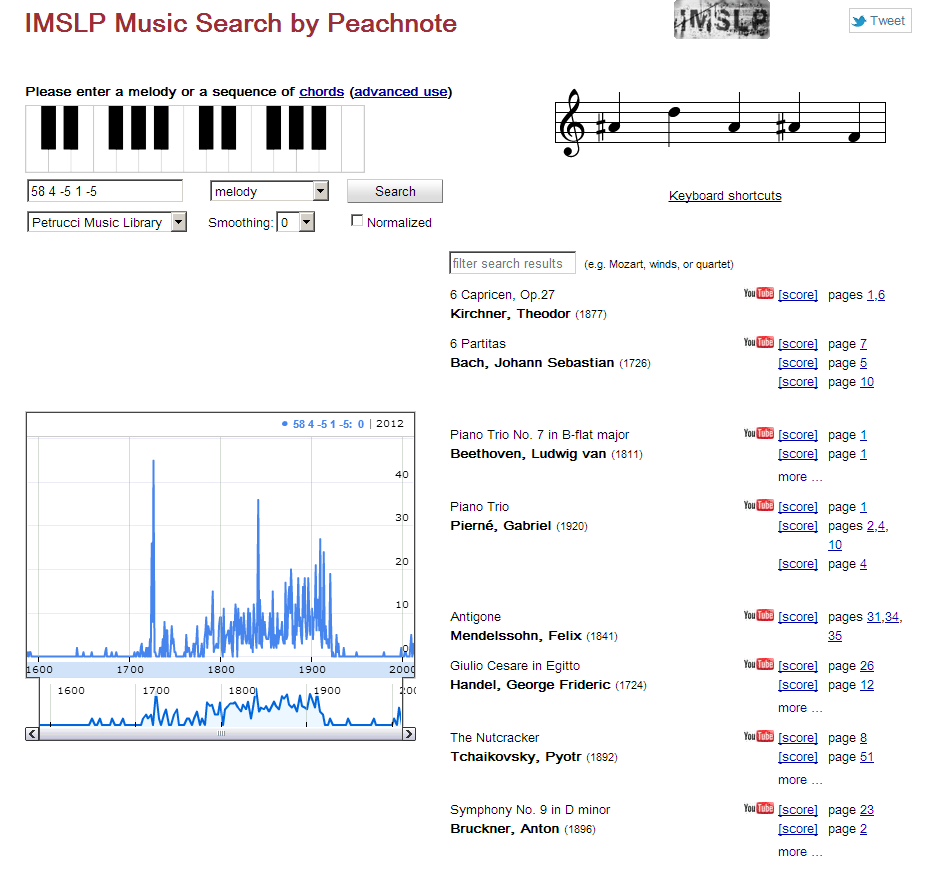 IMSLP Music Search by Peachnote
IMSLP
Tweet
Please enter a melody or a sequence of chords (advanced use)
58 4 -5 1 -5
melody
Search
Keyboard shortcuts
Petrucci Music Library
Smoothing: 0
Normalized
filter search results
(e.g. Mozart, winds, or quartet)
6 Capricen, Op.27 YouTube [score] pages 1,6
Kirchner, Theodor (1877)
6 Partitas YouTube [score] page 7
Bach, Johann Sebastian (1726) [score] page 5
[score] page 10
58 4 -5 1 -5: 0 | 2012
40
30
20
10
0
1600 1700 1800 1900 2000
1600 1700 1800 1900
Piano Trio No. 7 in B-flat major YouTube [score] page 1
Beethoven, Ludwig van (1811) [score] page 1
more ...
Piano Trio YouTube [score] page 1
Pierné, Gabriel (1920) [score] pages 2,4,
10
[score] page 4
Antigone YouTube [score] pages 31,34,
Mendelssohn, Felix (1841) 35
Giulio Cesare in Egitto YouTube [score] page 26
Handel, George Frideric (1724) [score] page 12
more ...
The Nutcracker YouTube [score] page 8
Tchaikovsky, Pyotr (1892) [score] page 51
more ...
Symphony No. 9 in D minor YouTube [score] page 23
Bruckner, Anton (1896) [score] page 2
more ...